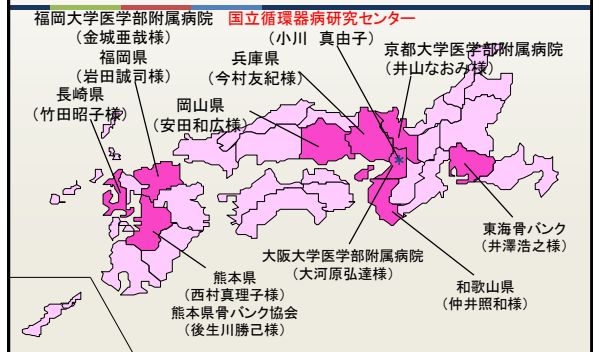 福岡大学医学部附属病院
（金城亜哉様）
国立循環器病研究センター
（小川　真由子）
京都大学医学部附属病院
（井山なおみ様）
福岡県
（岩田誠司様）
兵庫県
（今村友紀様）
長崎県
（竹田昭子様）
岡山県
（安田和広様）
*
東海骨バンク
（井澤浩之様）
大阪大学医学部附属病院
（大河原弘達様）
和歌山県
（仲井照和様）
熊本県
（西村真理子様）
熊本県骨バンク協会
（後生川勝己様）